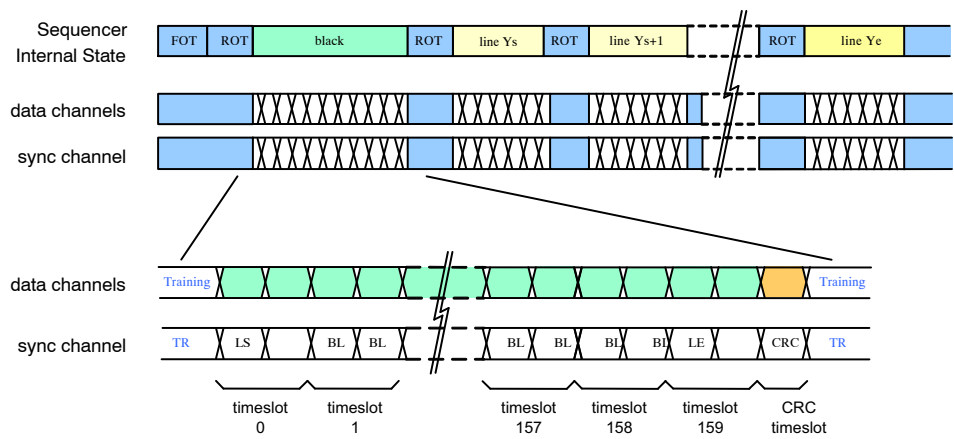 Sequencer
Internal State
FOT ROT black ROT line Ys ROT line Ys+1 ROT line Ye
data channels
sync channel
data channels
Training Training
sync channel
TR LS BL BL BL BL BL BL LE CRC TR
timeslot
0
timeslot
1
timeslot
157
timeslot
158
timeslot
159
CRC
timeslot